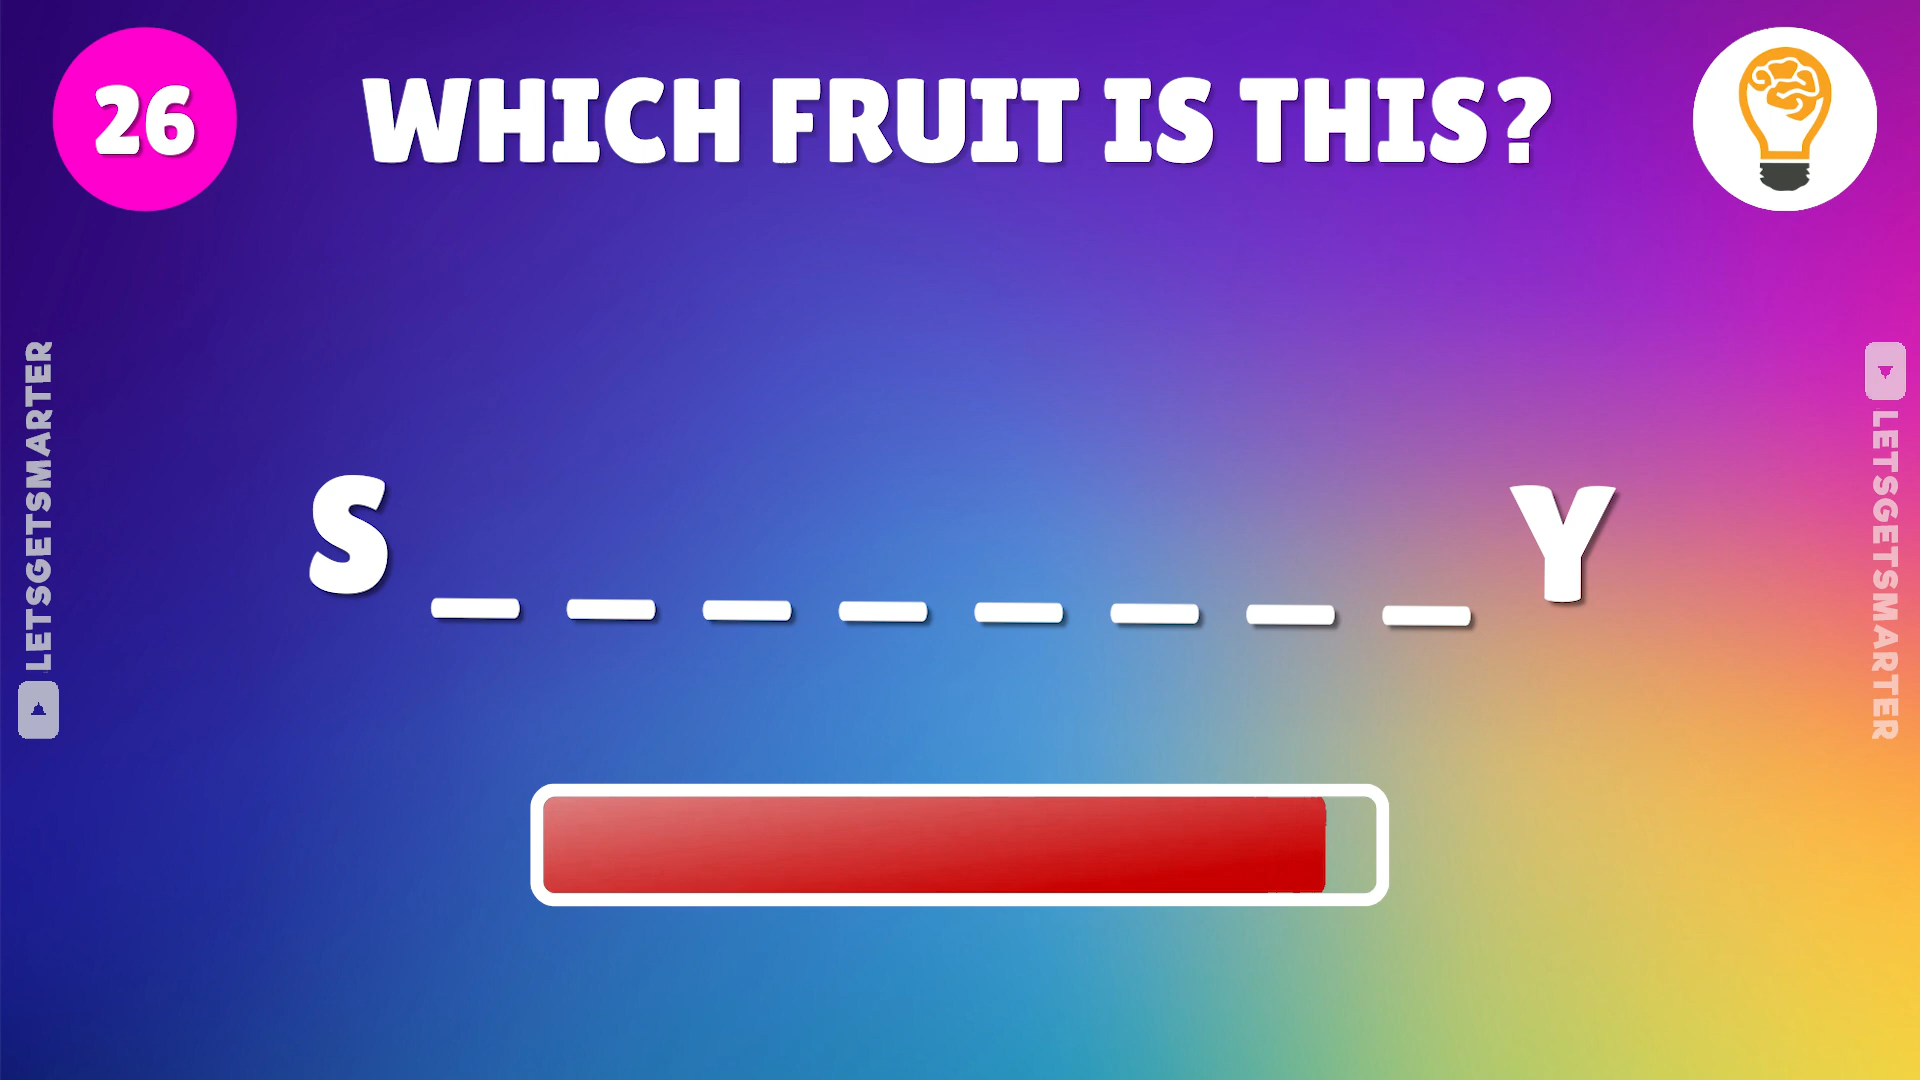 26
WHICH FRUIT IS THIS?
LETSGETSMARTER
S _ _ _ _ _ _ _ _ Y
LETSGETSMARTER